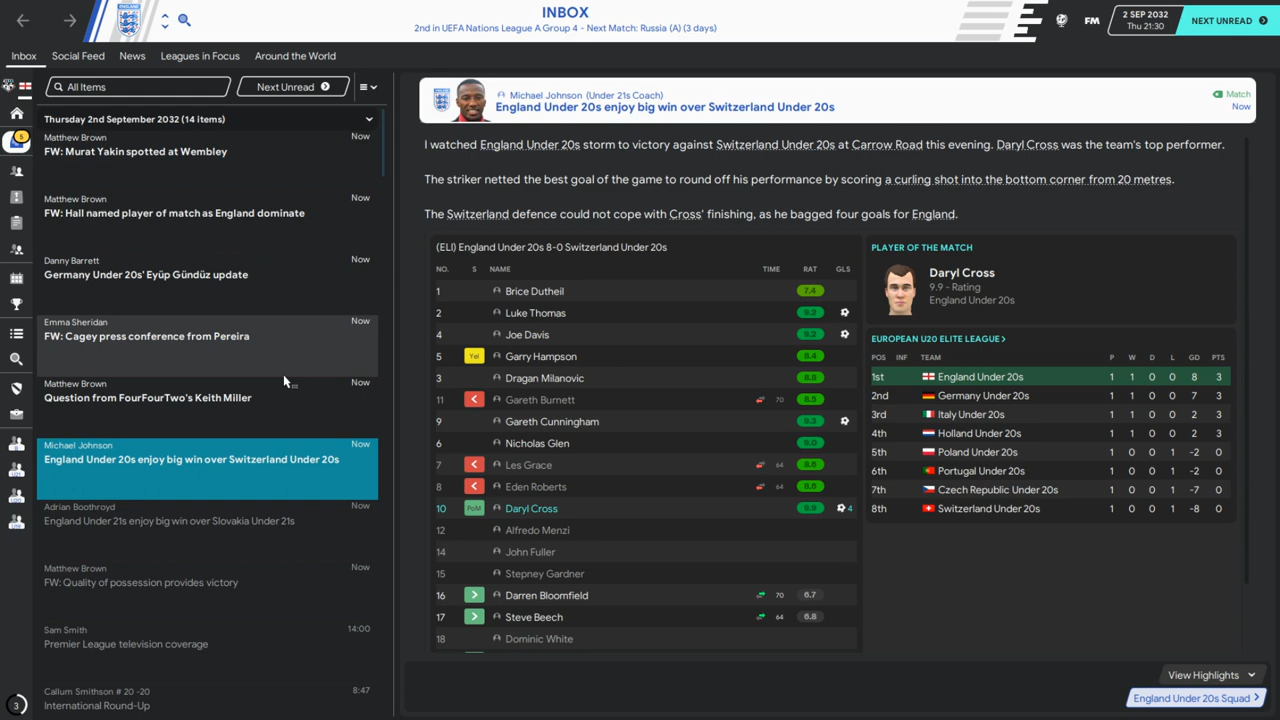 INBOX
2nd in UEFA Nations League A Group 4 - Next Match: Russia (A) (3 days)
FM
2 SEP 2032
Thu 21:30
NEXT UNREAD
Inbox
Social Feed
News
Leagues in Focus
Around the World
All Items
Next Unread
5
Thursday 2nd September 2032 (14 items)
Matthew Brown
Now
FW: Murat Yakin spotted at Wembley
Matthew Brown
Now
FW: Hall named player of match as England dominate
Danny Barrett
Now
Germany Under 20s' Eyüp Gündüz update
Emma Sheridan
Now
FW: Cagey press conference from Pereira
Matthew Brown
Now
Question from FourFourTwo's Keith Miller
Michael Johnson
Now
England Under 20s enjoy big win over Switzerland Under 20s
Adrian Boothroyd
Now
England Under 21s enjoy big win over Slovakia Under 21s
Matthew Brown
Now
FW: Quality of possession provides victory
Sam Smith
14:00
Premier League television coverage
Callum Smithson # 20 -20
8:47
International Round-Up
3
Michael Johnson (Under 21s Coach)
England Under 20s enjoy big win over Switzerland Under 20s
Match
Now
I watched England Under 20s storm to victory against Switzerland Under 20s at Carrow Road this evening. Daryl Cross was the team's top performer.
The striker netted the best goal of the game to round off his performance by scoring a curling shot into the bottom corner from 20 metres.
The Switzerland defence could not cope with Cross' finishing, as he bagged four goals for England.
(ELI) England Under 20s 8-0 Switzerland Under 20s
NO. S NAME TIME RAT GLS
1 Brice Dutheil 7.4
2 Luke Thomas 9.2
4 Joe Davis 9.2
5 Yel Garry Hampson 8.4
3 Dragan Milanovic 8.8
11 Gareth Burnett 70 8.5
9 Gareth Cunningham 9.3
6 Nicholas Glen 9.0
7 Les Grace 64 8.8
8 Eden Roberts 64 8.8
10 PoM Daryl Cross 9.9 4
12 Alfredo Menzi
14 John Fuller
15 Stepney Gardner
16 Darren Bloomfield 70 6.7
17 Steve Beech 64 6.8
18 Dominic White
PLAYER OF THE MATCH
Daryl Cross
9.9 - Rating
England Under 20s
EUROPEAN U20 ELITE LEAGUE >
POS INF TEAM P W D L GD PTS
1st England Under 20s 1 1 0 0 8 3
2nd Germany Under 20s 1 1 0 0 7 3
3rd Italy Under 20s 1 1 0 0 2 3
4th Holland Under 20s 1 1 0 0 2 3
5th Poland Under 20s 1 0 0 1 -2 0
6th Portugal Under 20s 1 0 0 1 -2 0
7th Czech Republic Under 20s 1 0 0 1 -7 0
8th Switzerland Under 20s 1 0 0 1 -8 0
View Highlights
England Under 20s Squad >